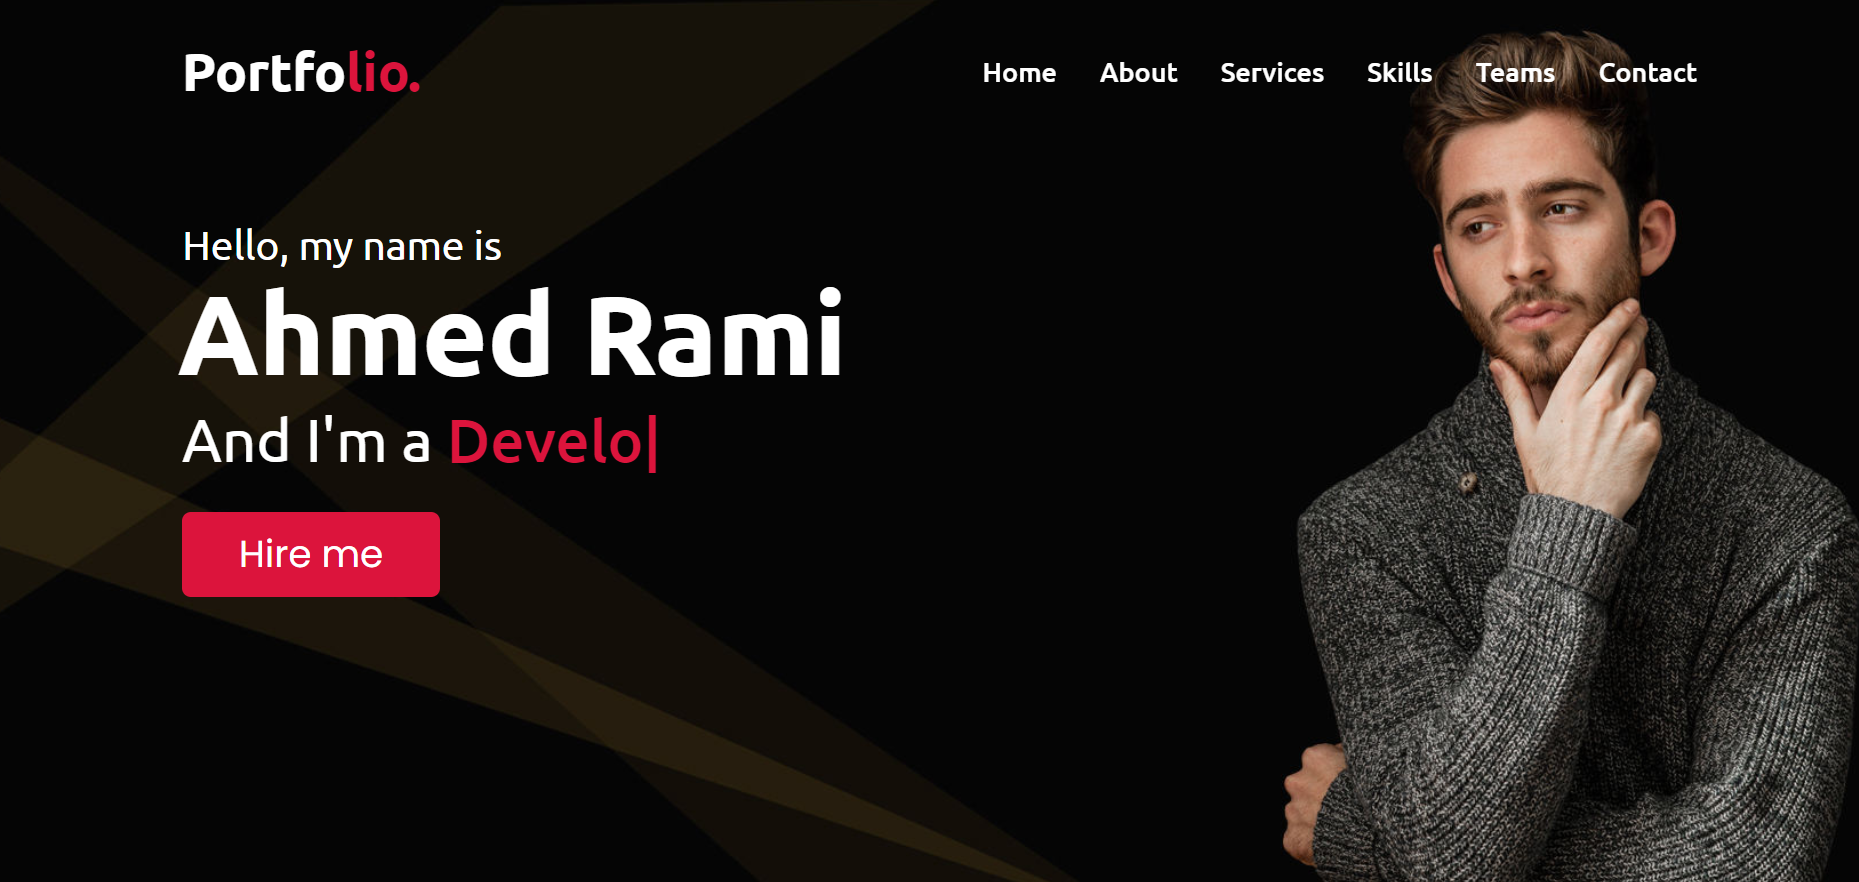 Portfolio.
Home About Services Skills Teams Contact
Hello, my name is
Ahmed Rami
And I'm a Develo|
Hire me